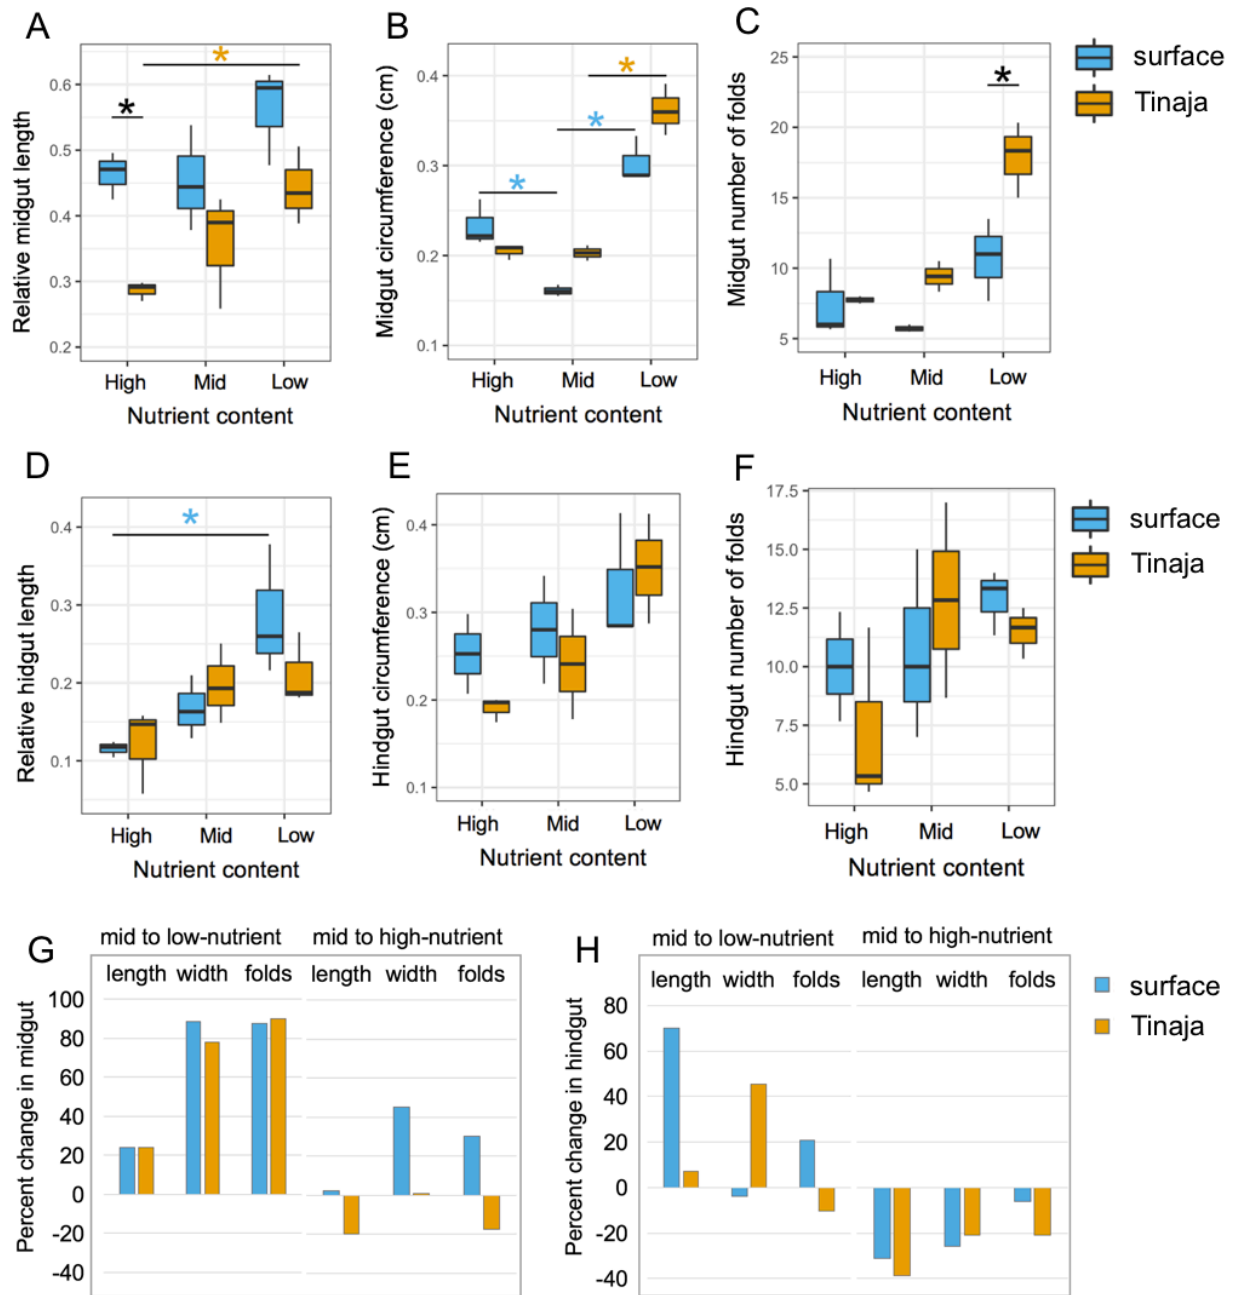 A
B
C
*
*
Relative midgut length
0.6
0.5
0.4
0.3
0.2
High Mid Low
Nutrient content
*
*
*
Midgut circumference (cm)
0.4
0.3
0.2
0.1
High Mid Low
Nutrient content
*
Midgut number of folds
25
20
15
10
5
High Mid Low
Nutrient content
surface
Tinaja
D
E
F
*
Relative hidgut length
0.4
0.3
0.2
0.1
High Mid Low
Nutrient content
Hindgut circumference (cm)
0.4
0.3
0.2
0.1
High Mid Low
Nutrient content
Hindgut number of folds
17.5
15.0
12.5
10.0
7.5
5.0
High Mid Low
Nutrient content
surface
Tinaja
G
mid to low-nutrient mid to high-nutrient
length width folds length width folds
Percent change in midgut
100
80
60
40
20
0
-20
-40
H
mid to low-nutrient mid to high-nutrient
length width folds length width folds
Percent change in hindgut
80
60
40
20
0
-20
-40
surface
Tinaja